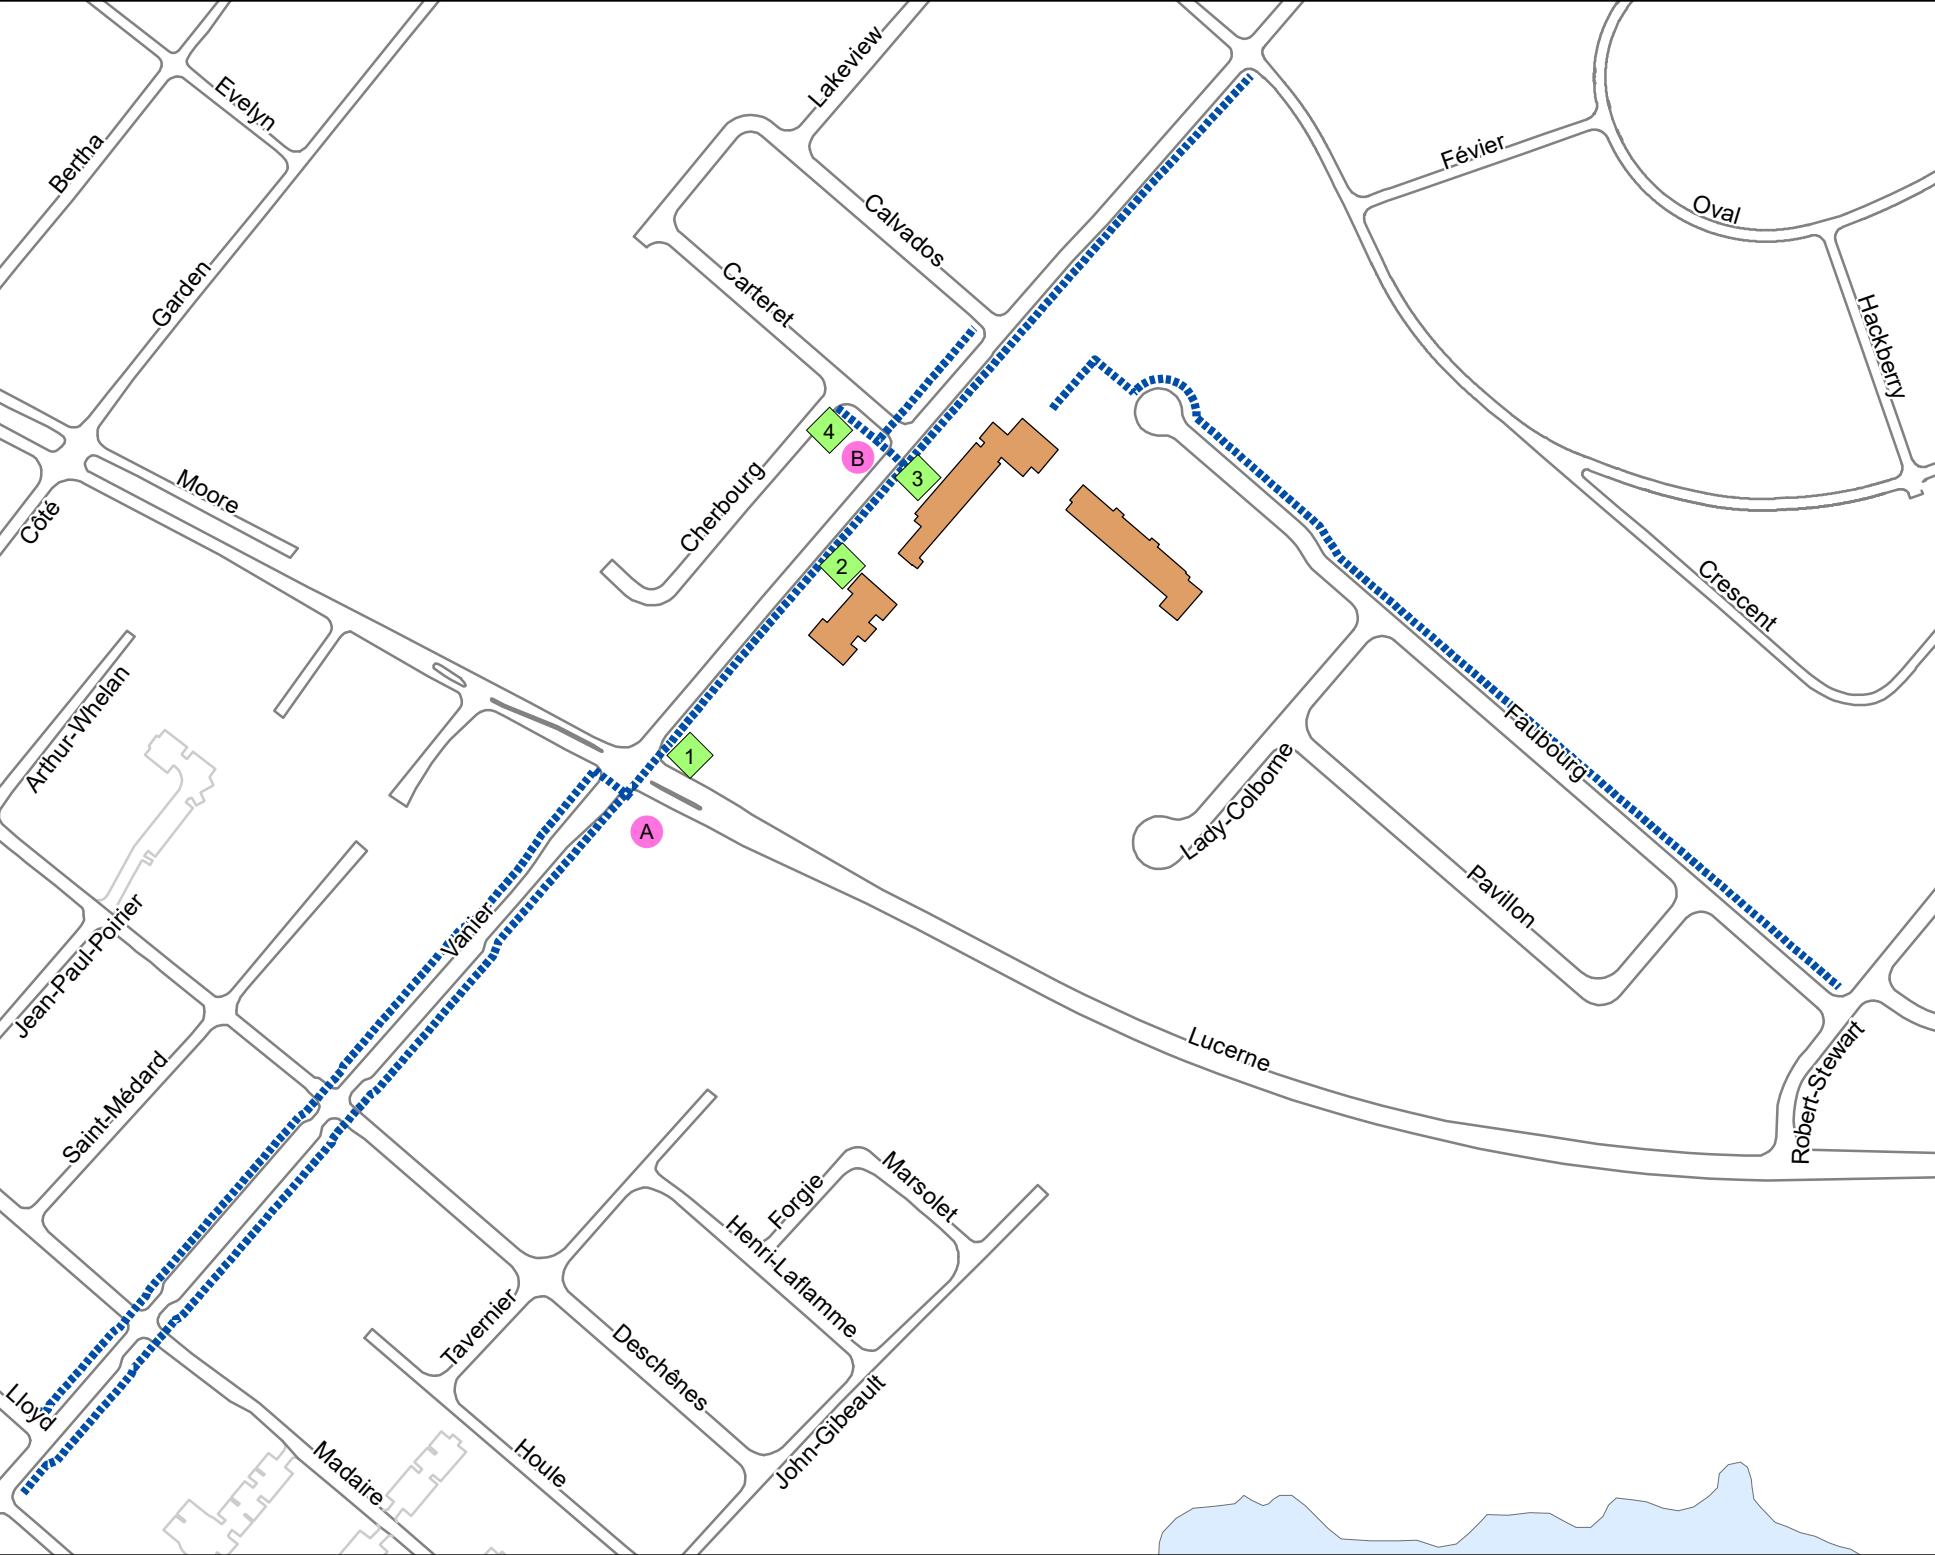 Lakeview
Evelyn
Bertha
Févier
Oval
Calvados
Garden
Carteret
Hackberry
4
B
3
Moore
Cherbourg
Côté
2
Crescent
Arthur-Whelan
Faubourg
1
Lady-Colborne
A
Pavillon
Vanier
Jean-Paul-Poirier
Lucerne
Robert-Stewart
Saint-Médard
Marsolet
Forgie
Henri-Laflamme
Tavernier
Deschênes
Lloyd
John-Gibeault
Madaire
Houle